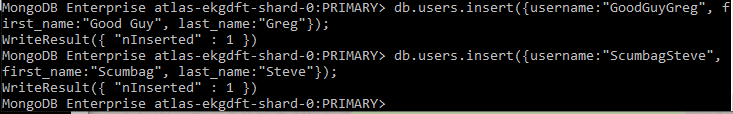 MongoDB Enterprise atlas-ekgdft-shard-0:PRIMARY> db.users.insert({username:"GoodGuyGreg", f
irst_name:"Good Guy", last_name:"Greg"});
WriteResult({ "nInserted" : 1 })
MongoDB Enterprise atlas-ekgdft-shard-0:PRIMARY> db.users.insert({username:"ScumbagSteve",
first_name:"Scumbag", last_name:"Steve"});
WriteResult({ "nInserted" : 1 })
MongoDB Enterprise atlas-ekgdft-shard-0:PRIMARY>